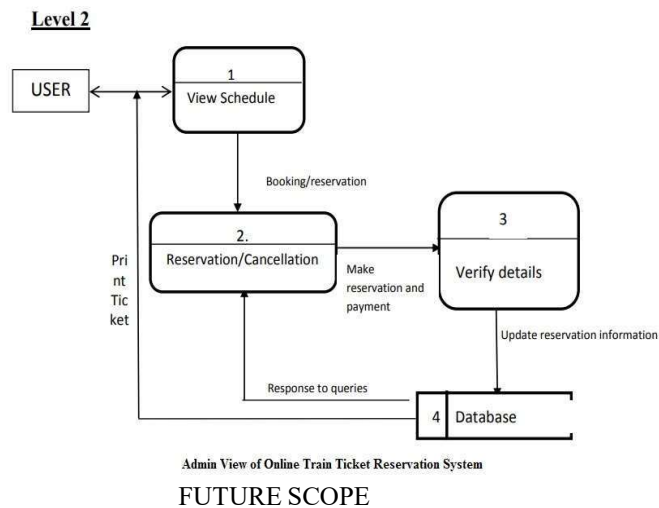 Level 2
USER
1
View Schedule
Booking/reservation
2.
Reservation/Cancellation
3
Verify details
Make
reservation and
payment
Pri
nt
Tic
ket
Update reservation information
Response to queries
4 Database
Admin View of Online Train Ticket Reservation System
FUTURE SCOPE